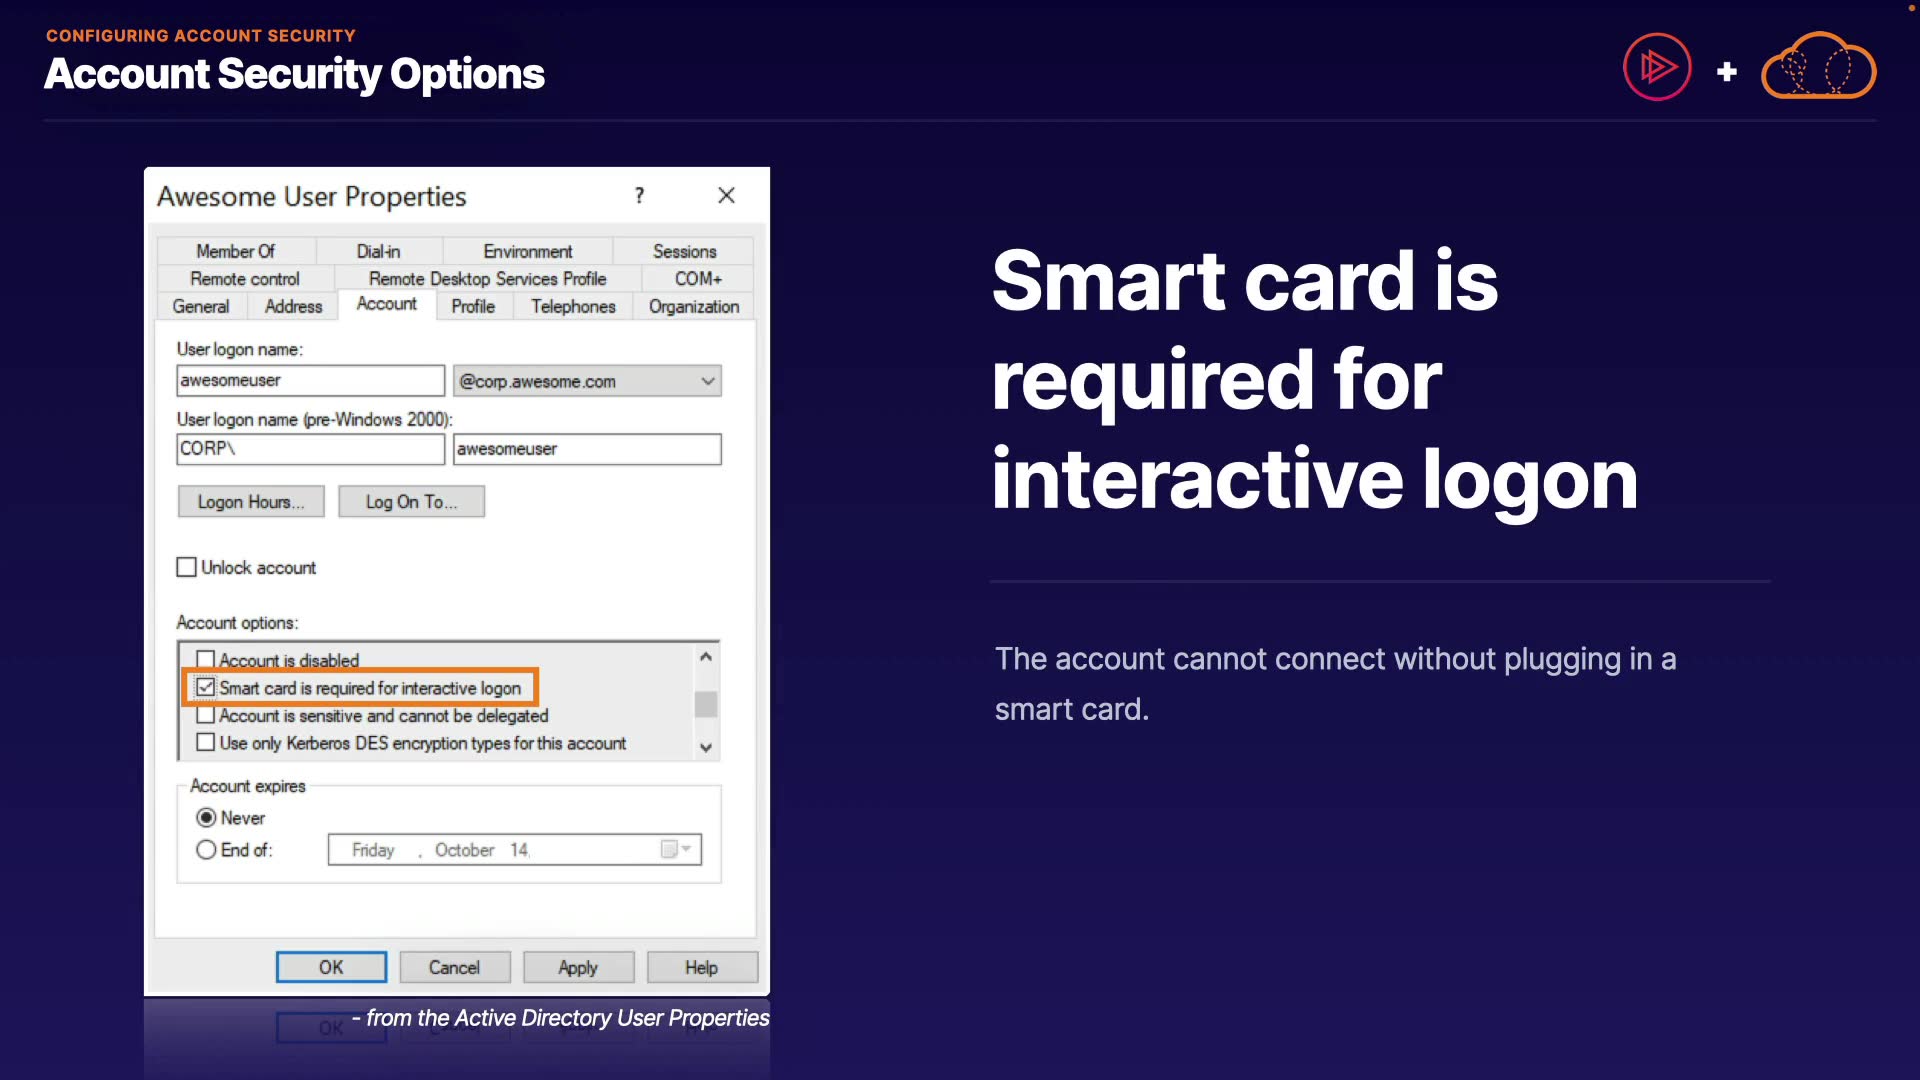 CONFIGURING ACCOUNT SECURITY
Account Security Options
+
Awesome User Properties ?
Member Of Dial-in Environment Sessions
Remote control Remote Desktop Services Profile COM+
General Address Account Profile Telephones Organization
User logon name:
awesomeuser @corp.awesome.com
User logon name (pre-Windows 2000):
CORP\ awesomeuser
Logon Hours... Log On To...
Unlock account
Account options:
Account is disabled
Smart card is required for interactive logon
Account is sensitive and cannot be delegated
Use only Kerberos DES encryption types for this account
Account expires
Never
End of: Friday , October 14,
OK Cancel Apply Help
- from the Active Directory User Properties
Smart card is
required for
interactive logon
The account cannot connect without plugging in a
smart card.